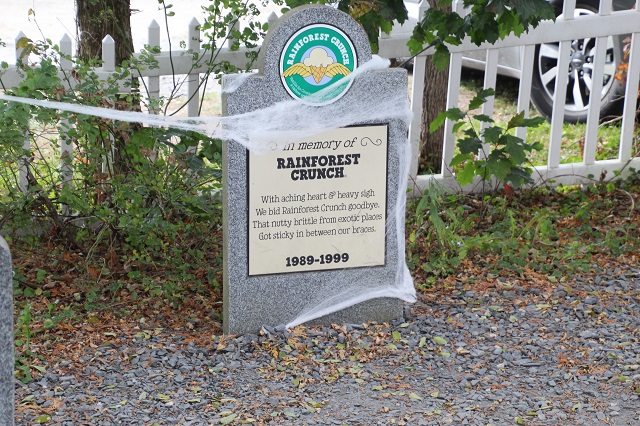 RAINFOREST CRUNCH
In memory of
RAINFOREST
CRUNCH
With aching heart & heavy sigh
We bid Rainforest Crunch goodbye.
That nutty brittle from exotic places
Got sticky in between our braces.
1989-1999